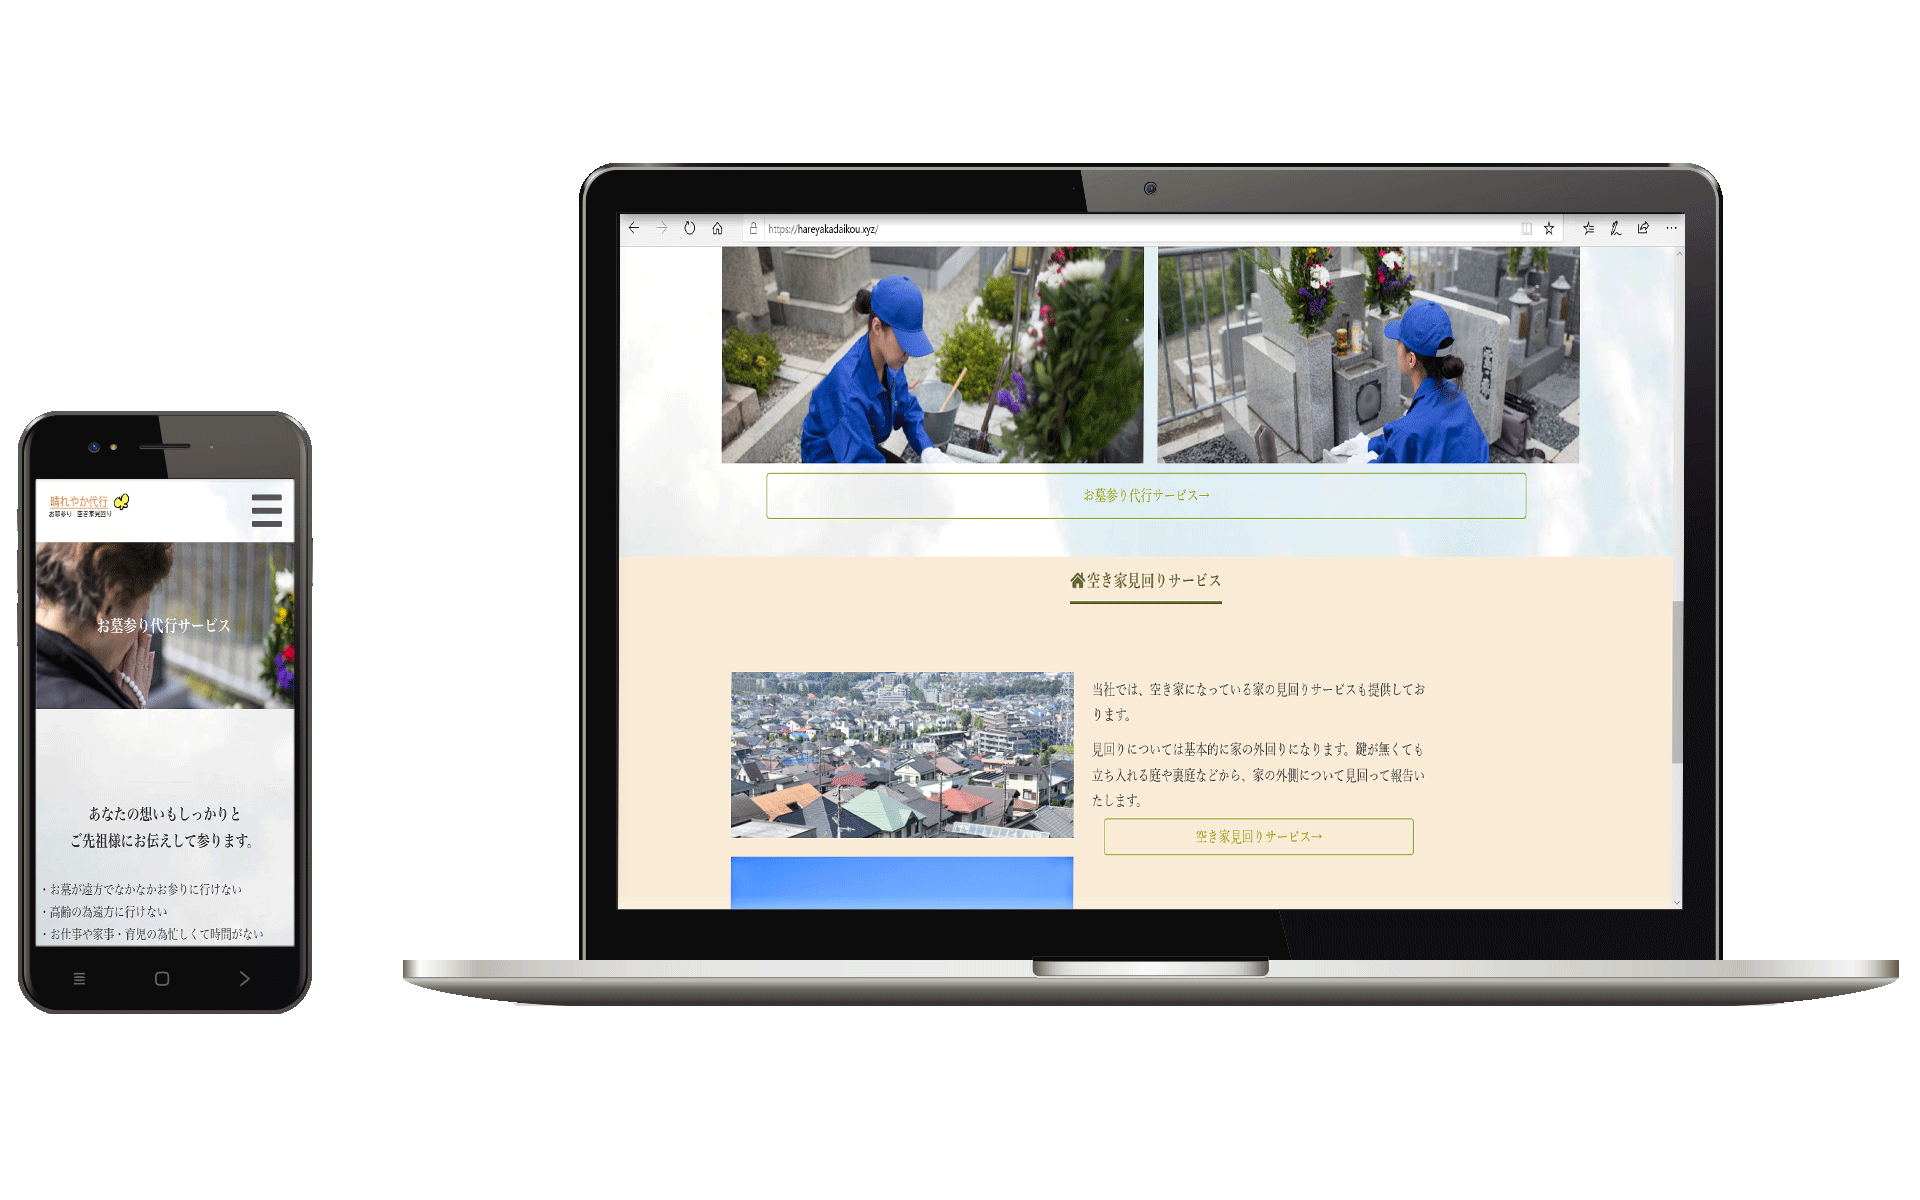 晴れやか代行
お墓参り 空き家見回り
お墓参り代行サービス
あなたの想いもしっかりと
ご先祖様にお伝えして参ります。
・お墓が遠方でなかなかお参りに行けない
・高齢の為遠方に行けない
・お仕事や家事・育児の為忙しくて時間がない
https://hareyakadaikou.xyz/
お墓参り代行サービス→
空き家見回りサービス
当社では、空き家になっている家の見回りサービスも提供してお
ります。
見回りについては基本的に家の外回りになります。鍵が無くても
立ち入れる庭や裏庭などから、家の外側について見回って報告い
たします。
空き家見回りサービス→